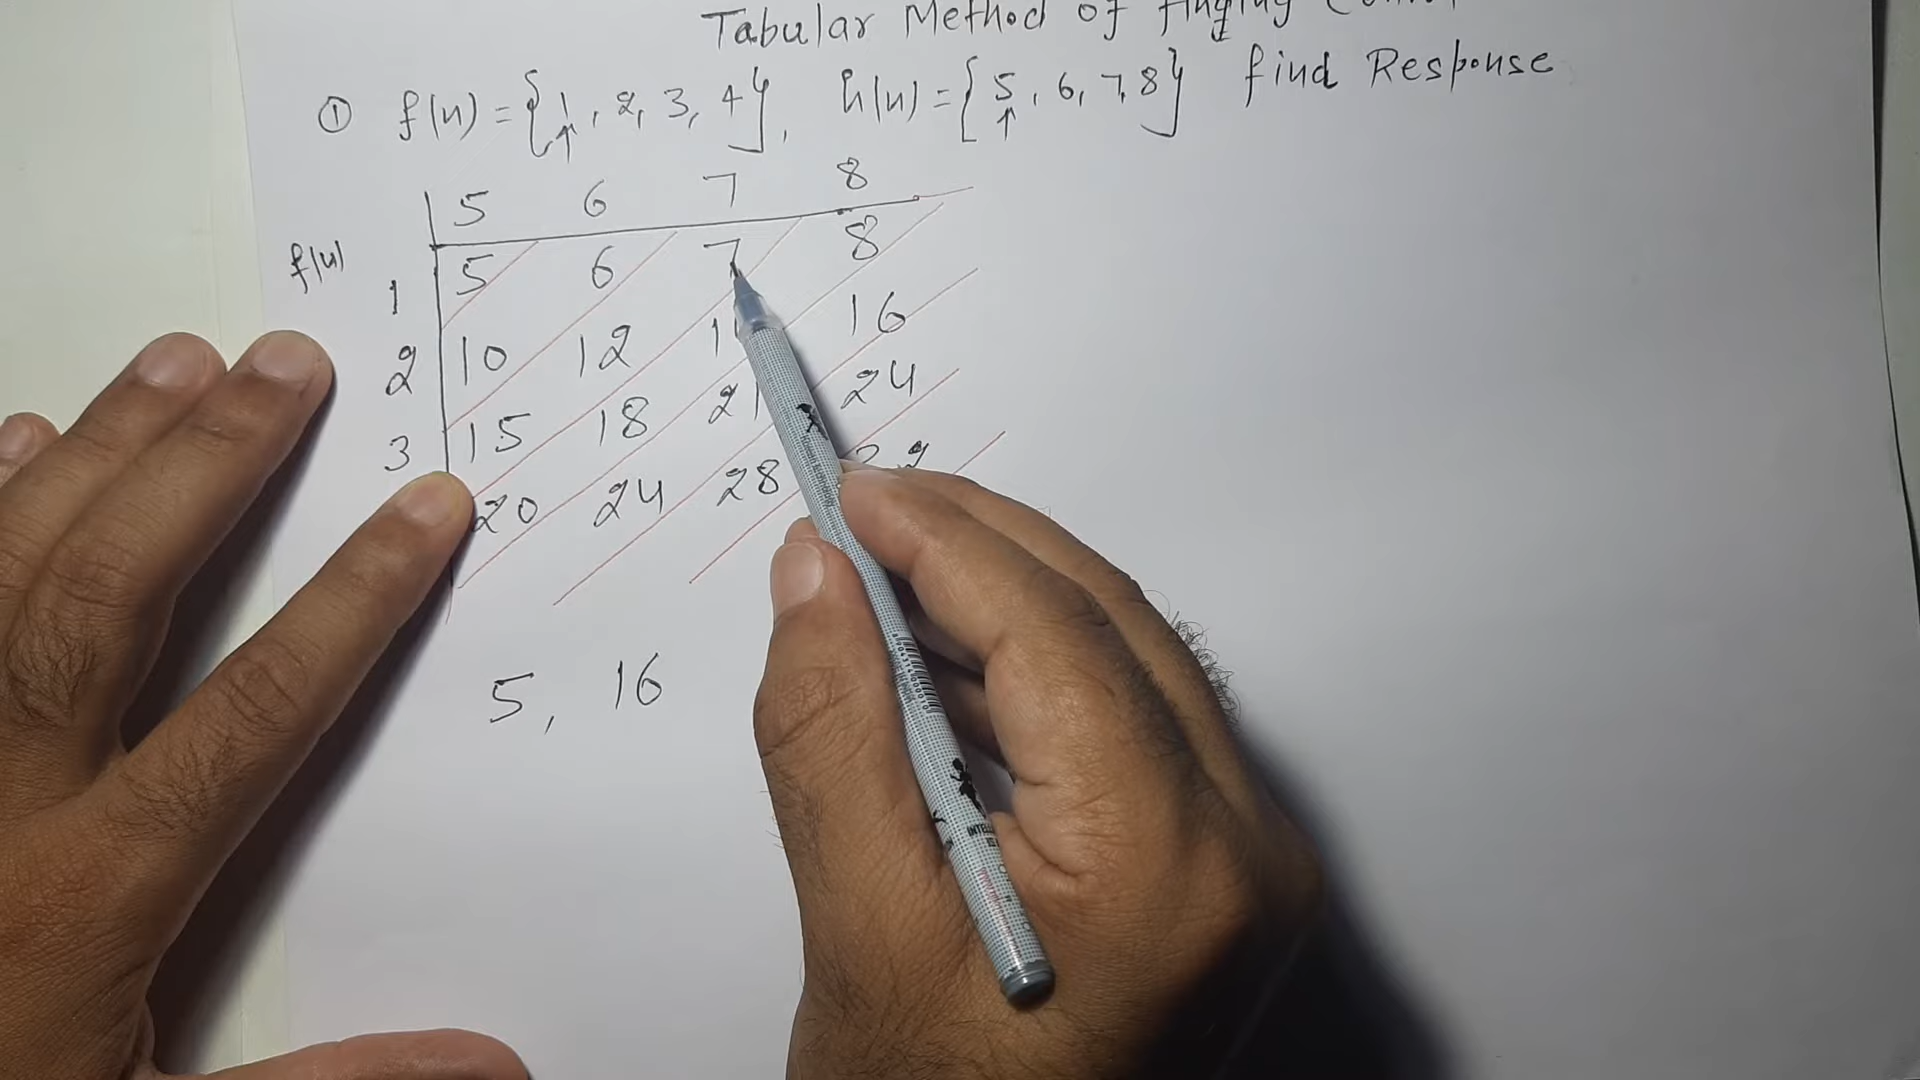 Tabular Method of
① f(n) = {1, 2, 3, 4}, h(n) = {5, 6, 7, 8} find Response
↑ ↑
5 6 7 8
f(n)
1 5 6 7 8
2 10 12 16
3 15 18 21 24
20 24 28
5, 16